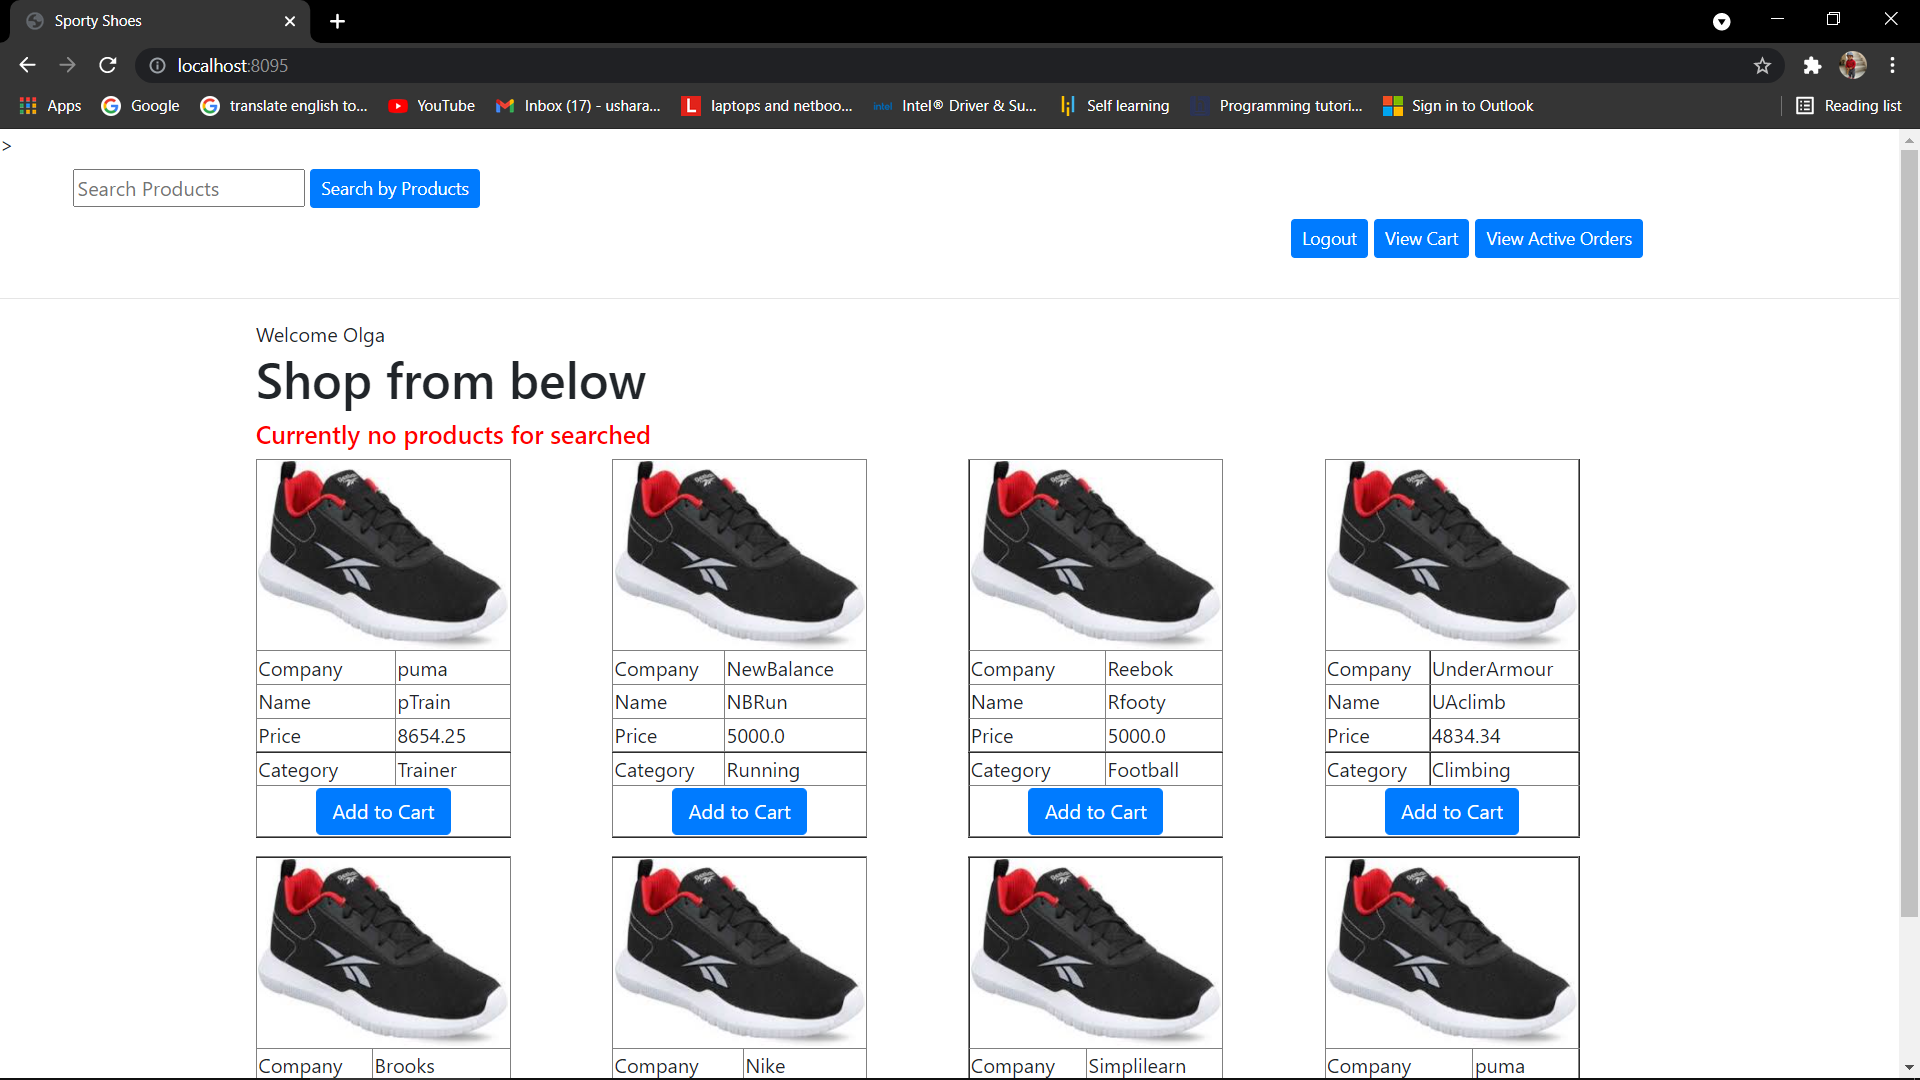 Sporty Shoes
localhost:8095
Apps Google translate english to... YouTube Inbox (17) - ushara... laptops and netboo... Intel® Driver & Su... Self learning Programming tutori... Sign in to Outlook Reading list
>
Search Products Search by Products
Logout View Cart View Active Orders
Welcome Olga
Shop from below
Currently no products for searched
Company puma Company NewBalance Company Reebok Company UnderArmour
Name pTrain Name NBRun Name Rfooty Name UAclimb
Price 8654.25 Price 5000.0 Price 5000.0 Price 4834.34
Category Trainer Category Running Category Football Category Climbing
Add to Cart Add to Cart Add to Cart Add to Cart
Company Brooks Company Nike Company Simplilearn Company puma